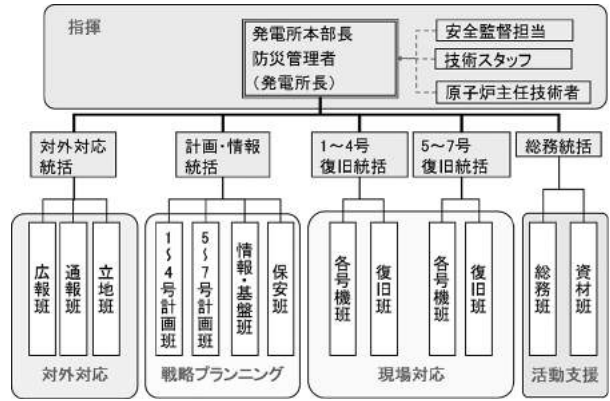 指揮
発電所本部長
防災管理者
(発電所長)
安全監督担当
技術スタッフ
原子炉主任技術者
対外対応
統括
計画・情報
統括
1～4号
復旧統括
5～7号
復旧統括
総務統括
広報班
通報班
立地班
1～4号計画班
5～7号計画班
情報・基盤班
保安班
各号機班
復旧班
各号機班
復旧班
総務班
資材班
対外対応
戦略プランニング
現場対応
活動支援